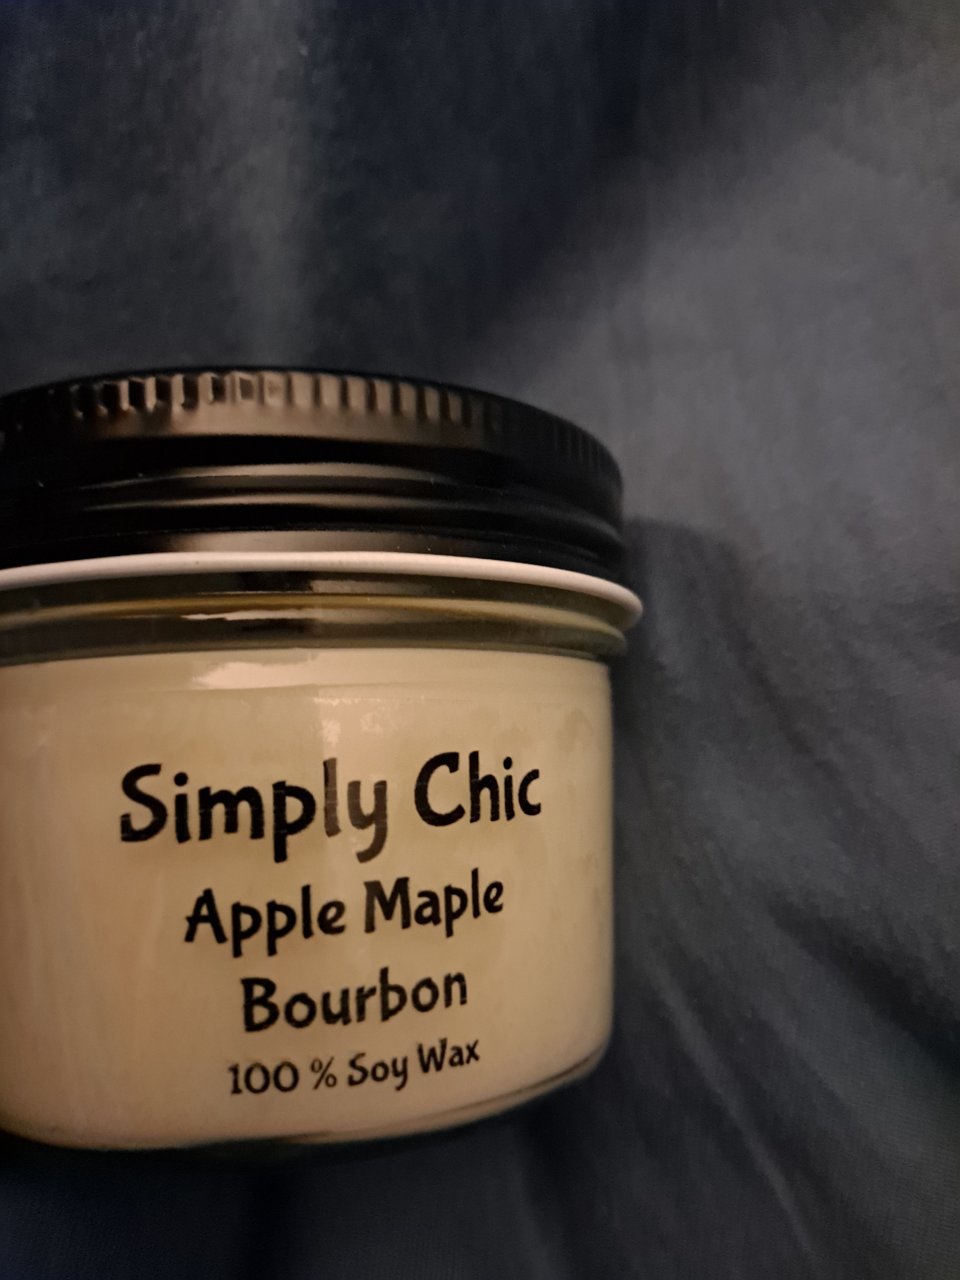 Simply Chic
Apple Maple
Bourbon
100 % Soy Wax